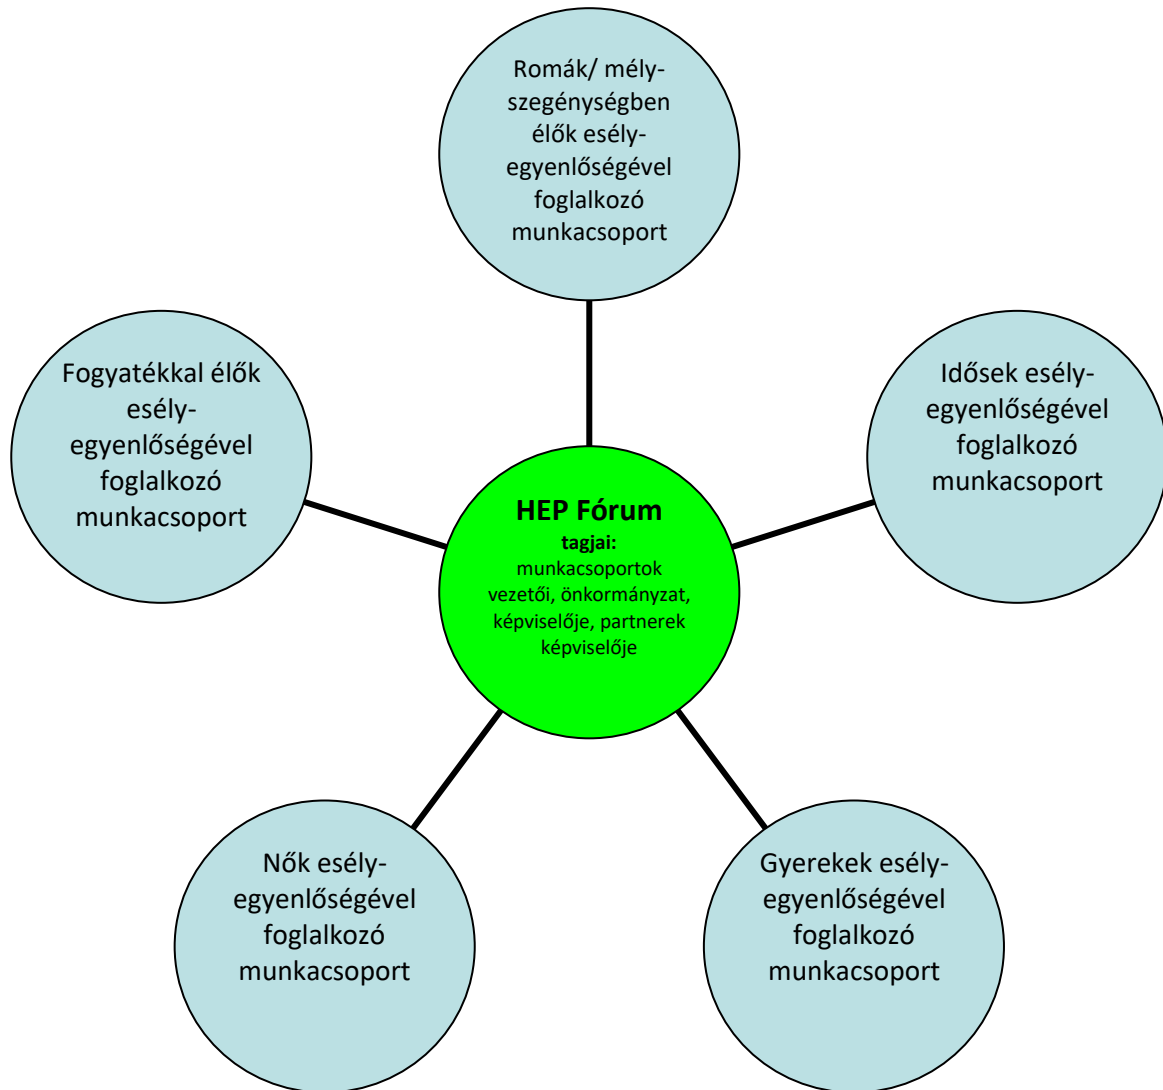 Romák/ mély-
szegénységben
élők esély-
egyenlőségével
foglalkozó
munkacsoport
Fogyatékkal élők
esély-
egyenlőségével
foglalkozó
munkacsoport
Idősek esély-
egyenlőségével
foglalkozó
munkacsoport
HEP Fórum
tagjai:
munkacsoportok
vezetői, önkormányzat,
képviselője, partnerek
képviselője
Nők esély-
egyenlőségével
foglalkozó
munkacsoport
Gyerekek esély-
egyenlőségével
foglalkozó
munkacsoport